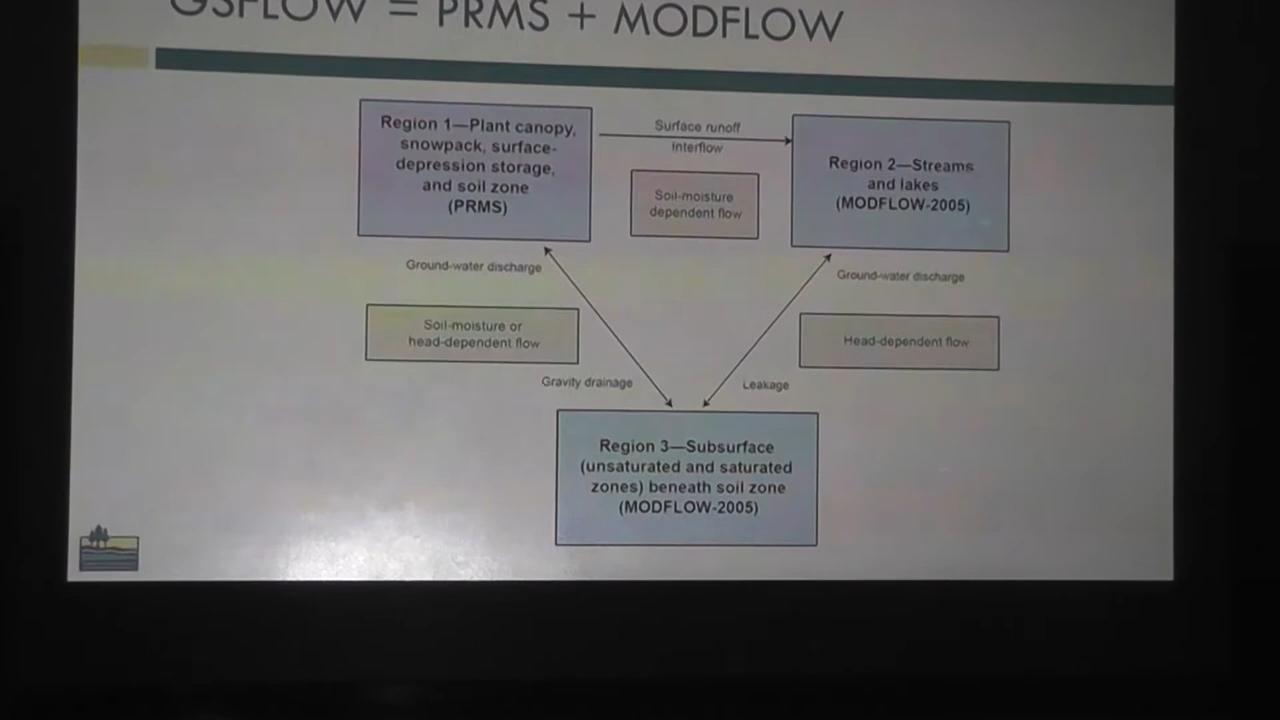 GSFLOW = PRMS + MODFLOW
Region 1—Plant canopy,
snowpack, surface-
depression storage,
and soil zone
(PRMS)
Surface runoff
Interflow
Soil-moisture
dependent flow
Region 2—Streams
and lakes
(MODFLOW-2005)
Ground-water discharge
Ground-water discharge
Soil-moisture or
head-dependent flow
Head-dependent flow
Gravity drainage
Leakage
Region 3—Subsurface
(unsaturated and saturated
zones) beneath soil zone
(MODFLOW-2005)